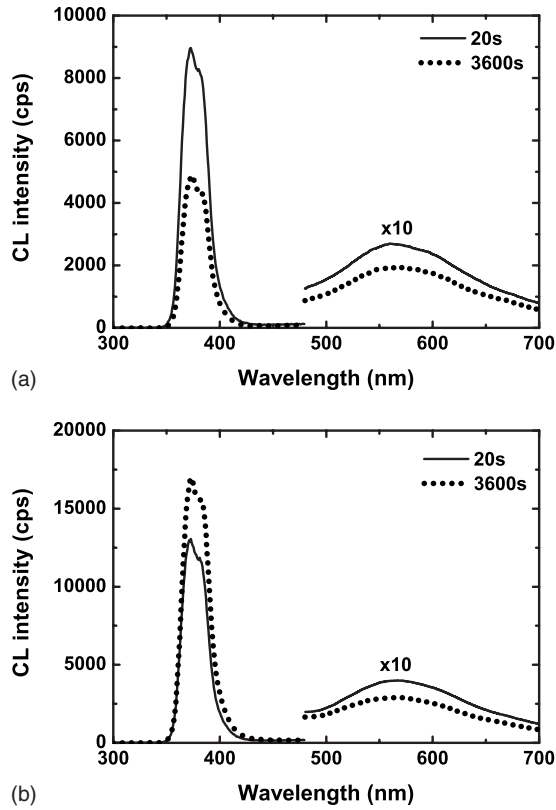 10000
8000
6000
4000
2000
0
CL intensity (cps)
20s
3600s
x10
300 400 500 600 700
Wavelength (nm)
(a)
20000
15000
10000
5000
0
CL intensity (cps)
20s
3600s
x10
300 400 500 600 700
Wavelength (nm)
(b)